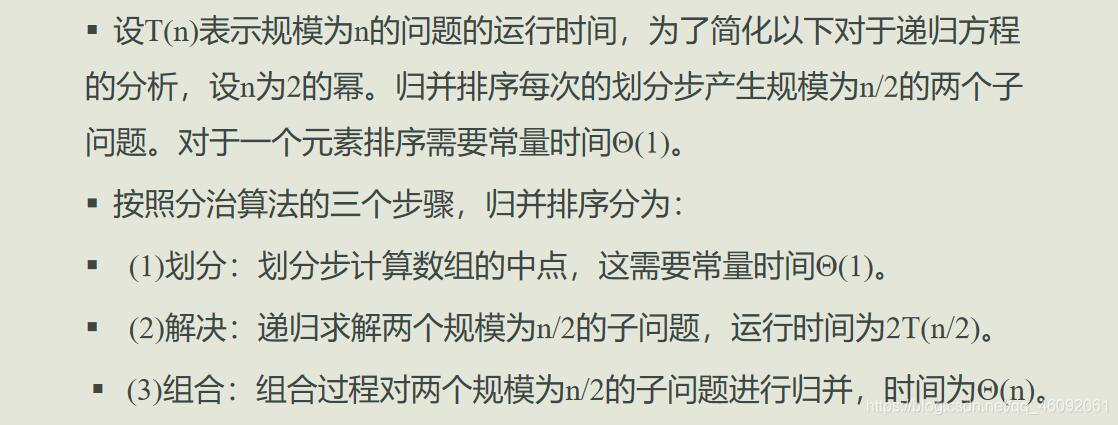 ▪ 设T(n)表示规模为n的问题的运行时间，为了简化以下对于递归方程
的分析，设n为2的幂。归并排序每次的划分步产生规模为n/2的两个子
问题。对于一个元素排序需要常量时间Θ(1)。
▪ 按照分治算法的三个步骤，归并排序分为：
▪ (1)划分：划分步计算数组的中点，这需要常量时间Θ(1)。
▪ (2)解决：递归求解两个规模为n/2的子问题，运行时间为2T(n/2)。
▪ (3)组合：组合过程对两个规模为n/2的子问题进行归并，时间为Θ(n)。
https://blog.csdn.net/qq_46092061